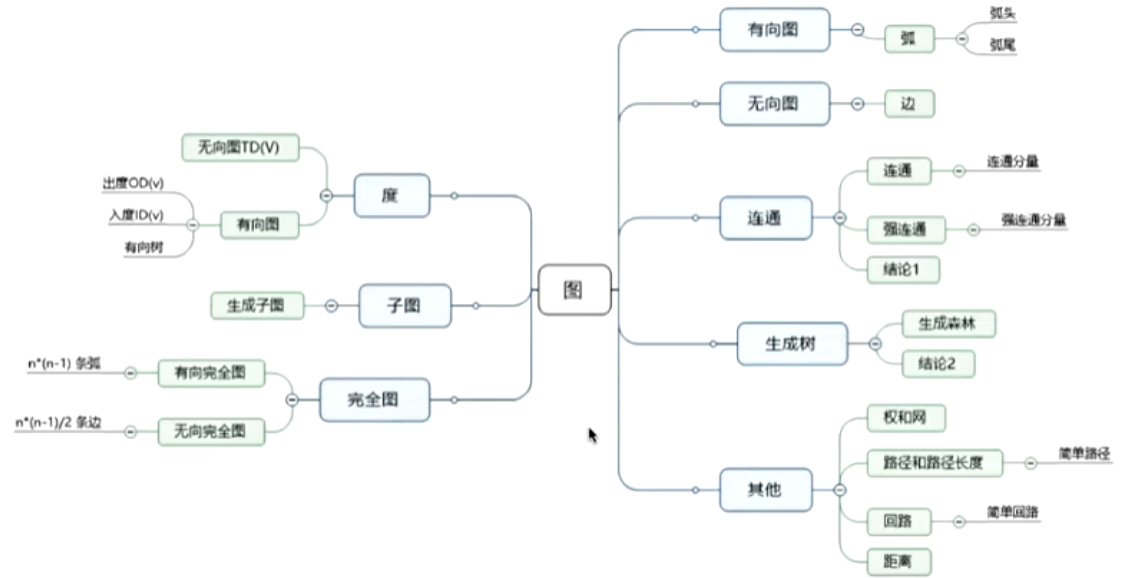 图
有向图
弧
弧头
弧尾
无向图
边
连通
连通
连通分量
强连通
强连通分量
结论1
生成树
生成森林
结论2
其他
权和网
路径和路径长度
简单路径
回路
简单回路
距离
度
无向图TD(V)
有向图
出度OD(v)
入度ID(v)
有向树
子图
生成子图
完全图
有向完全图
n*(n-1) 条弧
无向完全图
n*(n-1)/2 条边